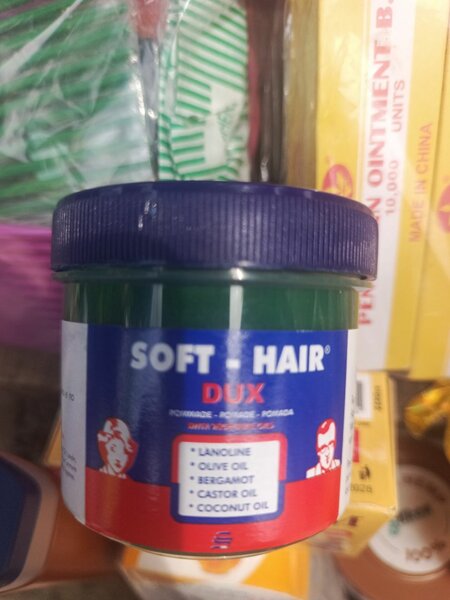 SOFT - HAIR®
DUX
POMMADE - POMADE - POMADA
* LANOLINE
* OLIVE OIL
* BERGAMOT
* CASTOR OIL
* COCONUT OIL
OINTMENT B.
10,000 UNITS
MADE IN CHINA
100%